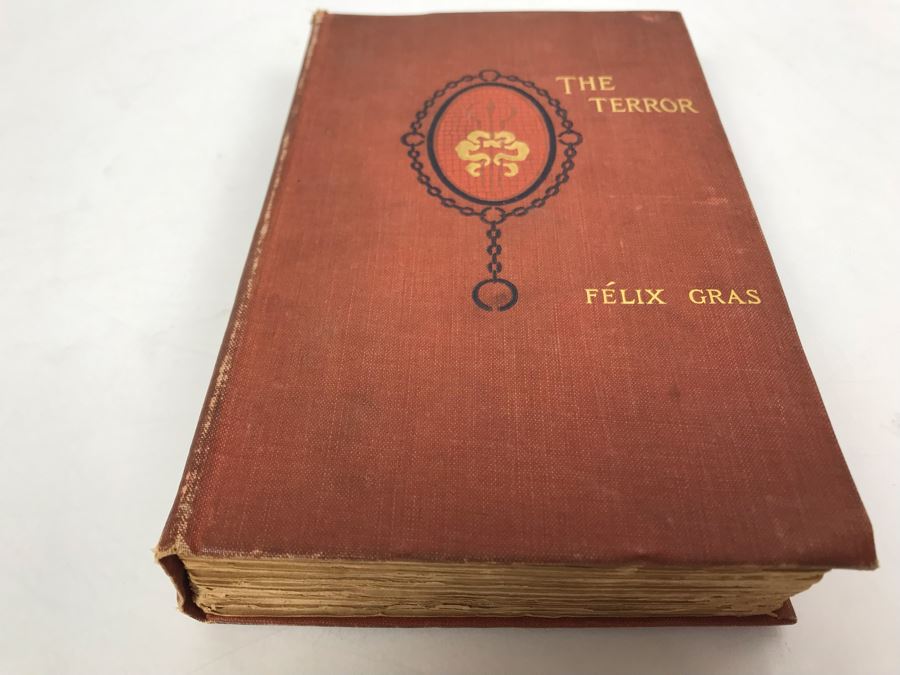 THE
TERROR
FÉLIX GRAS